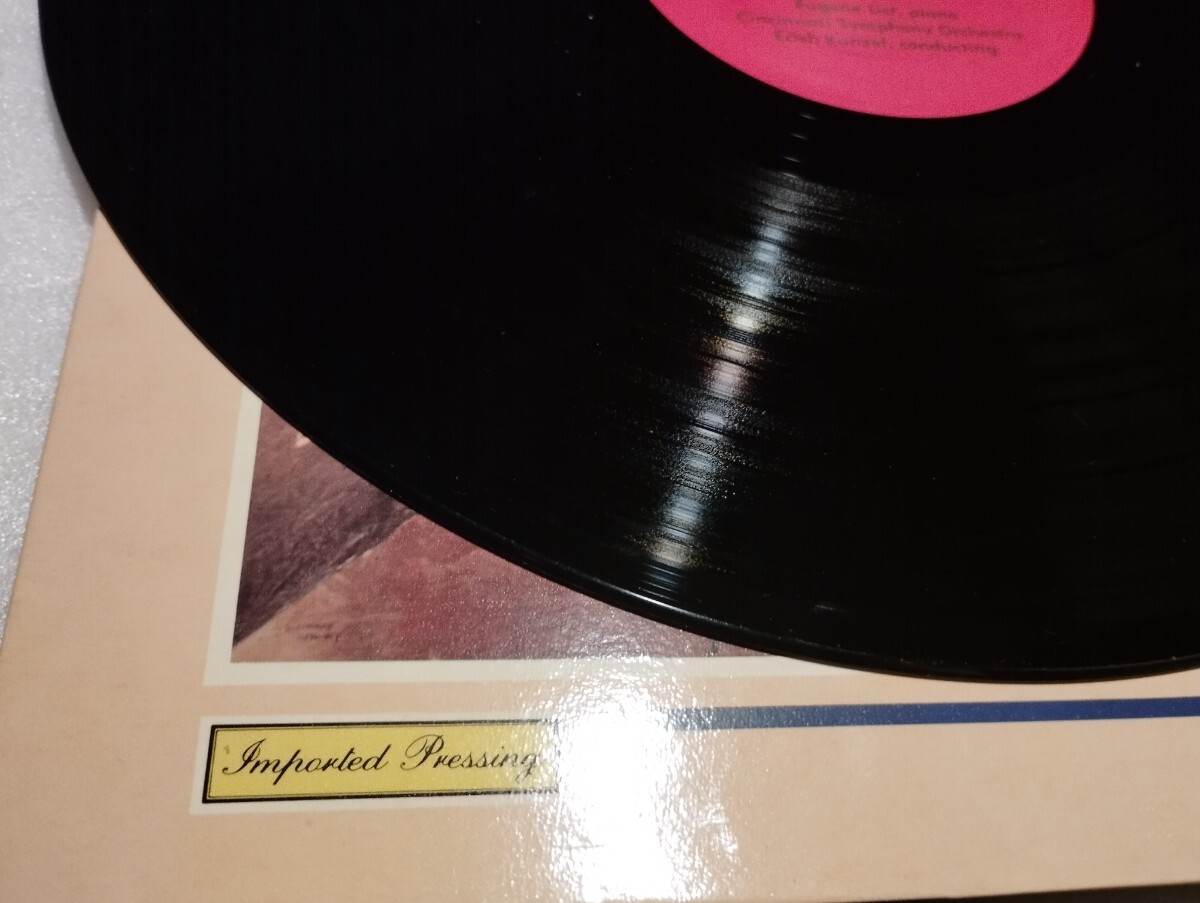 Eugene List, piano
Cincinnati Symphony Orchestra
Erich Kunzel, conducting
Imported Pressing